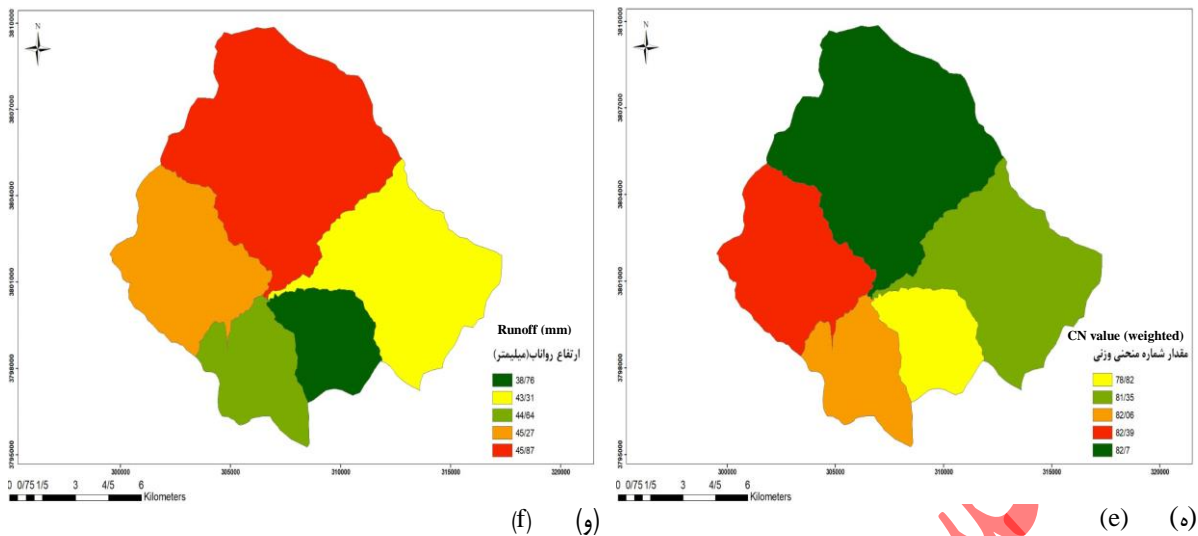 N
3810000
3807000
3804000
3801000
3798000
3795000
300000 305000 310000 315000 320000
Runoff (mm)
ارتفاع رواناب(میلیمتر)
38/76
43/31
44/64
45/27
45/87
0 0/75 1/5 3 4/5 6
Kilometers
(و) (f)
N
3810000
3807000
3804000
3801000
3798000
3795000
300000 305000 310000 315000 320000
CN value (weighted)
مقدار شماره منحنی وزنی
78/82
81/35
82/06
82/39
82/7
0 0/75 1/5 3 4/5 6
Kilometers
(ه) (e)